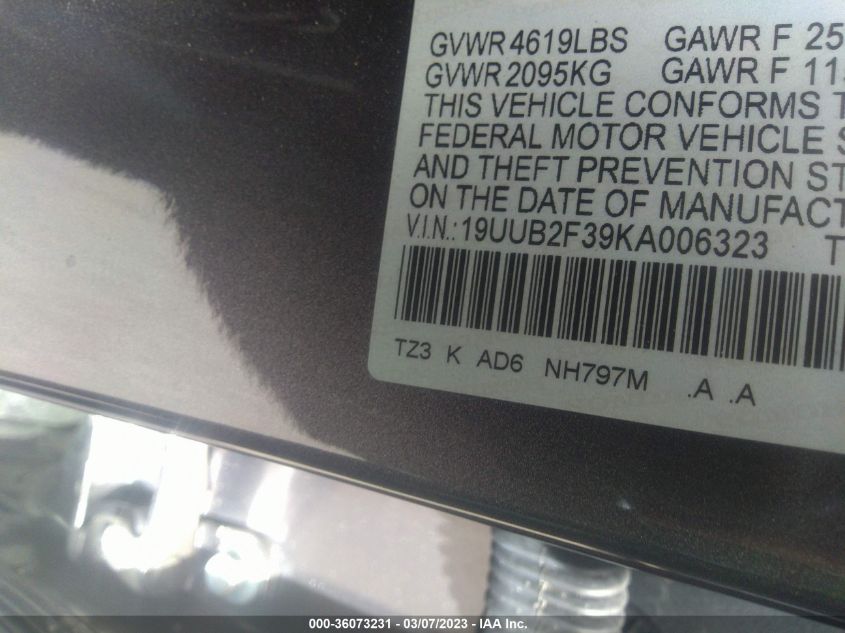 GVWR 4619LBS GAWR F 25
GVWR 2095KG GAWR F 11
THIS VEHICLE CONFORMS T
FEDERAL MOTOR VEHICLE S
AND THEFT PREVENTION ST
ON THE DATE OF MANUFACT
V.I.N.: 19UUB2F39KA006323 T
TZ3 K AD6 NH797M .A .A
000-36073231 - 03/07/2023 - IAA Inc.